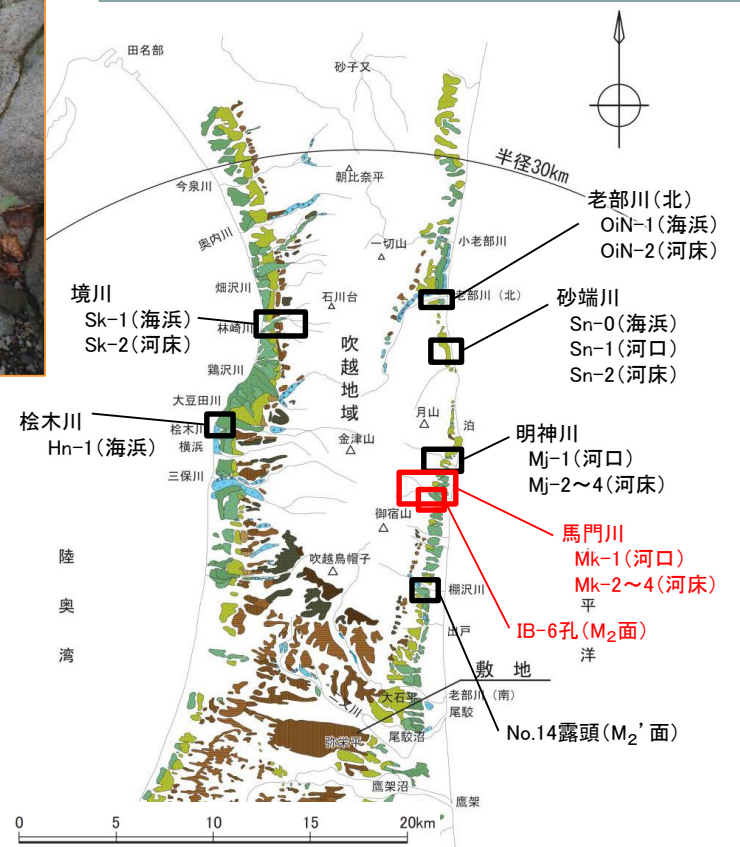 田名部
砂子又
半径30km
今泉川
朝比奈平
奥内川
一切山
小老部川
老部川(北)
OiN-1(海浜)
OiN-2(河床)
畑沢川
石川台
老部川(北)
境川
Sk-1(海浜)
Sk-2(河床)
林崎川
砂端川
Sn-0(海浜)
Sn-1(河口)
Sn-2(河床)
吹越地域
鶏沢川
大豆田川
桧木川
Hn-1(海浜)
桧木川
横浜
月山
泊
金津山
明神川
Mj-1(河口)
Mj-2~4(河床)
三保川
御宿山
馬門川
Mk-1(河口)
Mk-2~4(河床)
吹越烏帽子
棚沢川
IB-6孔(M2面)
陸奥湾
平洋
出戸
敷地
大石平
老部川(南)
二又川
尾駮
尾駮沼
弥栄平
No.14露頭(M2'面)
鷹架沼
鷹架
0 5 10 15 20km